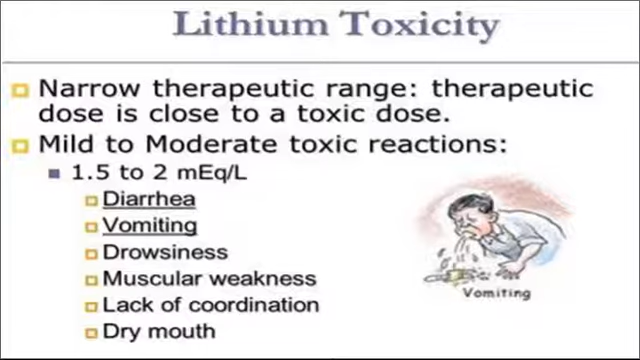 Lithium Toxicity
Narrow therapeutic range: therapeutic
dose is close to a toxic dose.
Mild to Moderate toxic reactions:
1.5 to 2 mEq/L
Diarrhea
Vomiting
Drowsiness
Muscular weakness
Lack of coordination
Dry mouth
Vomiting